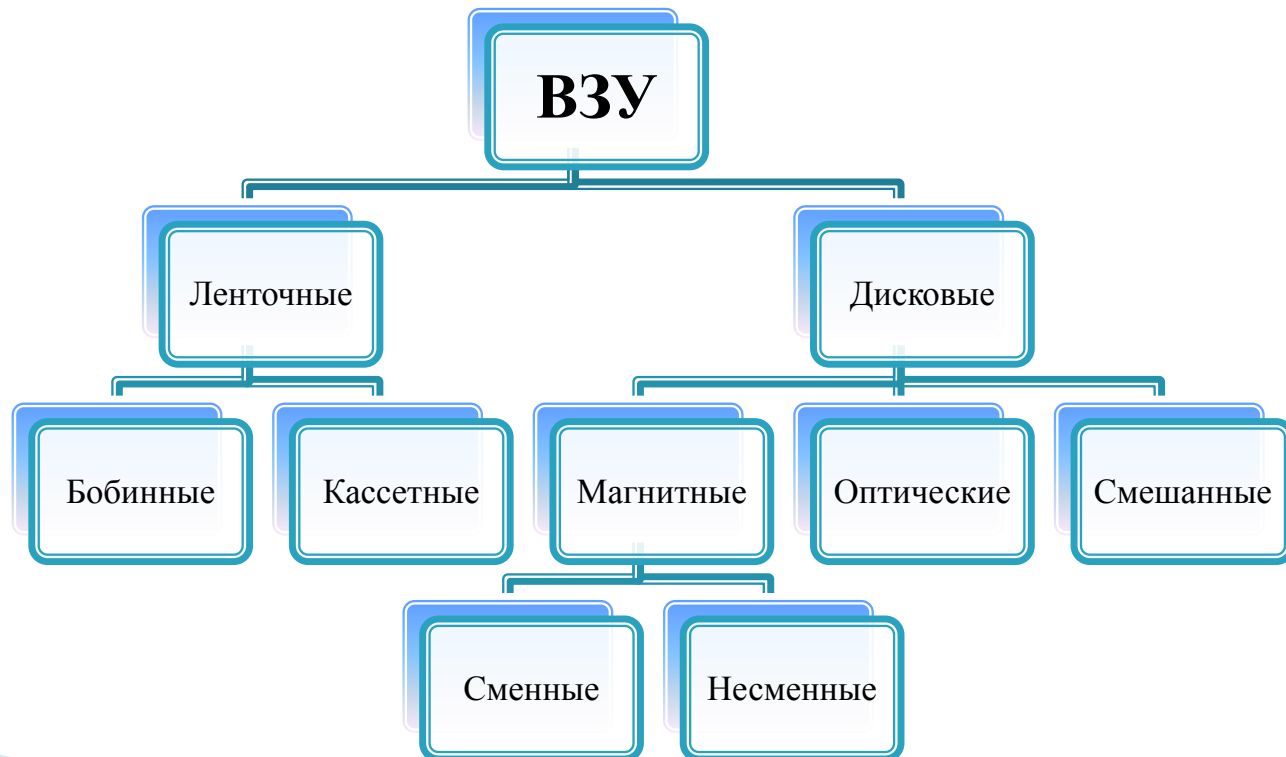 ВЗУ
Ленточные
Дисковые
Бобинные
Кассетные
Магнитные
Оптические
Смешанные
Сменные
Несменные